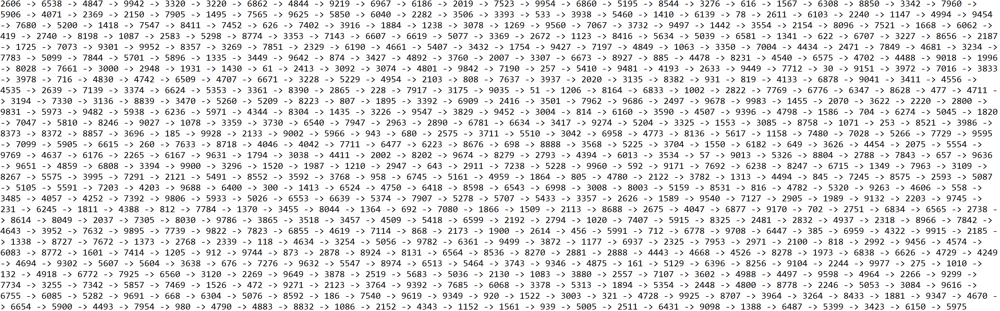 2606 -> 6538 -> 4847 -> 9942 -> 3320 -> 3220 -> 6862 -> 4844 -> 9219 -> 6967 -> 6186 -> 2019 -> 7523 -> 9954 -> 6860 -> 5195 -> 8544 -> 3276 -> 616 -> 1567 -> 6308 -> 8850 -> 3342 -> 7960 ->
5906 -> 4071 -> 2369 -> 2150 -> 7905 -> 1495 -> 7565 -> 9625 -> 5850 -> 6040 -> 2282 -> 3506 -> 3393 -> 533 -> 3938 -> 5460 -> 1410 -> 6139 -> 78 -> 2611 -> 6103 -> 2240 -> 1147 -> 4994 -> 9454
-> 7680 -> 5200 -> 1418 -> 7547 -> 8411 -> 7452 -> 626 -> 7402 -> 3916 -> 1884 -> 1238 -> 3078 -> 1269 -> 9560 -> 7067 -> 3732 -> 9497 -> 1442 -> 3554 -> 2154 -> 8096 -> 7521 -> 1668 -> 6062 ->
419 -> 2740 -> 8198 -> 1087 -> 2583 -> 5298 -> 8774 -> 3353 -> 7143 -> 6607 -> 6619 -> 5077 -> 3369 -> 2672 -> 1123 -> 8416 -> 5634 -> 5039 -> 6581 -> 1341 -> 622 -> 6707 -> 3227 -> 8656 -> 2187
-> 1725 -> 7073 -> 9301 -> 9952 -> 8357 -> 3269 -> 7851 -> 2329 -> 6190 -> 4661 -> 5407 -> 3432 -> 1754 -> 9427 -> 7197 -> 4849 -> 1063 -> 3350 -> 7004 -> 4434 -> 2471 -> 7849 -> 4681 -> 3234 ->
7783 -> 5099 -> 7844 -> 5701 -> 5896 -> 1335 -> 3449 -> 9642 -> 874 -> 3427 -> 4892 -> 3760 -> 2007 -> 3307 -> 6673 -> 8927 -> 885 -> 4478 -> 8231 -> 4540 -> 6575 -> 4702 -> 4488 -> 9018 -> 1996
-> 8028 -> 7661 -> 3000 -> 2948 -> 1931 -> 1430 -> 61 -> 2413 -> 3092 -> 3074 -> 4801 -> 9842 -> 7190 -> 257 -> 5410 -> 9481 -> 4193 -> 2633 -> 9449 -> 7712 -> 30 -> 9151 -> 3972 -> 7016 -> 3833
-> 3978 -> 716 -> 4830 -> 4742 -> 6509 -> 4707 -> 6671 -> 3228 -> 5229 -> 4954 -> 2103 -> 808 -> 7637 -> 3937 -> 2020 -> 3135 -> 8382 -> 931 -> 819 -> 4133 -> 6878 -> 9041 -> 3411 -> 4556 ->
4535 -> 2639 -> 7139 -> 3374 -> 6624 -> 5353 -> 3361 -> 8390 -> 2865 -> 228 -> 7917 -> 3175 -> 9035 -> 51 -> 1206 -> 8164 -> 6833 -> 1002 -> 2822 -> 7769 -> 6776 -> 6347 -> 8628 -> 477 -> 4711 -
> 3194 -> 7330 -> 3136 -> 8839 -> 3470 -> 5260 -> 5209 -> 8223 -> 807 -> 1895 -> 3392 -> 6909 -> 2416 -> 3501 -> 7962 -> 9686 -> 2497 -> 9678 -> 9983 -> 1455 -> 2070 -> 3622 -> 2220 -> 2800 ->
9831 -> 5973 -> 9482 -> 5938 -> 6236 -> 5971 -> 4344 -> 8304 -> 1435 -> 3226 -> 9547 -> 3829 -> 9452 -> 3004 -> 814 -> 6160 -> 3590 -> 4507 -> 9396 -> 4798 -> 1586 -> 704 -> 6274 -> 5045 -> 1820
-> 7047 -> 5810 -> 8246 -> 9027 -> 1078 -> 3359 -> 3730 -> 6540 -> 7947 -> 2963 -> 2890 -> 6781 -> 6634 -> 3417 -> 9274 -> 5204 -> 3325 -> 1553 -> 3085 -> 8758 -> 1071 -> 253 -> 8521 -> 3986 ->
8373 -> 8372 -> 8857 -> 3696 -> 185 -> 9928 -> 2133 -> 9002 -> 5966 -> 943 -> 680 -> 2575 -> 3711 -> 5510 -> 3042 -> 6958 -> 4773 -> 8136 -> 5617 -> 1158 -> 7480 -> 7028 -> 5266 -> 7729 -> 9595
-> 7099 -> 5905 -> 6615 -> 260 -> 7633 -> 8718 -> 4046 -> 4042 -> 7711 -> 6477 -> 6223 -> 8676 -> 698 -> 8888 -> 3568 -> 5225 -> 3704 -> 1550 -> 6182 -> 649 -> 3626 -> 4454 -> 2075 -> 5554 ->
9769 -> 4637 -> 6176 -> 2265 -> 6167 -> 9631 -> 1794 -> 3038 -> 4411 -> 2002 -> 8202 -> 9674 -> 8279 -> 2793 -> 4394 -> 6013 -> 3534 -> 57 -> 9013 -> 5326 -> 8804 -> 2788 -> 7843 -> 657 -> 9636
-> 9651 -> 4859 -> 6808 -> 3394 -> 9900 -> 3296 -> 1520 -> 1987 -> 1210 -> 2947 -> 643 -> 2911 -> 7238 -> 5228 -> 9960 -> 592 -> 9171 -> 7692 -> 6238 -> 8247 -> 6715 -> 1349 -> 7963 -> 3109 ->
8267 -> 5575 -> 3995 -> 7291 -> 2121 -> 5491 -> 8552 -> 3592 -> 3768 -> 958 -> 6745 -> 5161 -> 4959 -> 1864 -> 805 -> 4780 -> 2122 -> 3782 -> 1313 -> 4494 -> 845 -> 7245 -> 8575 -> 2593 -> 5087
-> 5105 -> 5591 -> 7203 -> 4203 -> 9688 -> 6400 -> 300 -> 1413 -> 6524 -> 4750 -> 6418 -> 8598 -> 6543 -> 6998 -> 3008 -> 8003 -> 5159 -> 8531 -> 816 -> 4782 -> 5320 -> 9263 -> 4606 -> 558 ->
3485 -> 4057 -> 4252 -> 7392 -> 9806 -> 5933 -> 5026 -> 6553 -> 6639 -> 5374 -> 7907 -> 5278 -> 5707 -> 5433 -> 3357 -> 2626 -> 1589 -> 9540 -> 7127 -> 2905 -> 1989 -> 9132 -> 2203 -> 9745 ->
231 -> 6245 -> 1811 -> 4388 -> 812 -> 7784 -> 1370 -> 3455 -> 8044 -> 1364 -> 692 -> 7080 -> 1866 -> 1509 -> 2113 -> 8688 -> 2675 -> 4047 -> 6877 -> 9170 -> 702 -> 2751 -> 6834 -> 6565 -> 2738 -
> 8614 -> 8049 -> 2037 -> 7305 -> 8030 -> 9786 -> 3865 -> 3518 -> 3457 -> 4509 -> 5418 -> 6599 -> 2192 -> 2794 -> 1020 -> 7407 -> 5915 -> 8325 -> 2481 -> 2832 -> 4937 -> 2318 -> 8966 -> 7842 ->
4643 -> 3952 -> 7632 -> 9895 -> 7739 -> 9822 -> 7823 -> 6855 -> 4619 -> 7114 -> 868 -> 2173 -> 1900 -> 2614 -> 456 -> 5991 -> 712 -> 6778 -> 9708 -> 6447 -> 385 -> 6959 -> 4322 -> 9915 -> 2185 -
> 1338 -> 8727 -> 7672 -> 1373 -> 2768 -> 2339 -> 118 -> 4634 -> 3254 -> 5056 -> 9782 -> 6361 -> 9499 -> 3872 -> 1177 -> 6937 -> 2325 -> 7953 -> 2971 -> 2100 -> 818 -> 2992 -> 9456 -> 4574 ->
6083 -> 8772 -> 1601 -> 7414 -> 1205 -> 912 -> 9744 -> 873 -> 2878 -> 8924 -> 8131 -> 6564 -> 8536 -> 8270 -> 2881 -> 2888 -> 4443 -> 4668 -> 4526 -> 8278 -> 1973 -> 6838 -> 6626 -> 4729 -> 4249
-> 4694 -> 9302 -> 5607 -> 5604 -> 3638 -> 676 -> 7276 -> 9632 -> 5547 -> 8974 -> 6513 -> 5464 -> 3743 -> 9346 -> 4875 -> 161 -> 5129 -> 6396 -> 8256 -> 9104 -> 2244 -> 9977 -> 275 -> 1010 ->
132 -> 4918 -> 6772 -> 7925 -> 6560 -> 3120 -> 2269 -> 9649 -> 3878 -> 2519 -> 5683 -> 5036 -> 2130 -> 1083 -> 3880 -> 2557 -> 7107 -> 3602 -> 4988 -> 4497 -> 9598 -> 4964 -> 2266 -> 9299 ->
7734 -> 3255 -> 7342 -> 5857 -> 7469 -> 1526 -> 472 -> 9271 -> 2123 -> 3764 -> 9392 -> 7685 -> 6068 -> 3378 -> 5313 -> 1894 -> 5354 -> 2448 -> 4800 -> 8778 -> 2246 -> 5053 -> 3084 -> 9616 ->
6755 -> 6085 -> 5282 -> 9691 -> 668 -> 6304 -> 5076 -> 8592 -> 186 -> 7540 -> 9619 -> 9349 -> 920 -> 1522 -> 3003 -> 321 -> 4728 -> 9925 -> 8707 -> 3964 -> 3264 -> 8433 -> 1881 -> 9347 -> 4670 -
> 6654 -> 5900 -> 4493 -> 7954 -> 980 -> 4790 -> 4883 -> 8832 -> 1086 -> 2152 -> 4343 -> 1152 -> 1561 -> 939 -> 5005 -> 2511 -> 6431 -> 9098 -> 1388 -> 6487 -> 5399 -> 3423 -> 6150 -> 5975